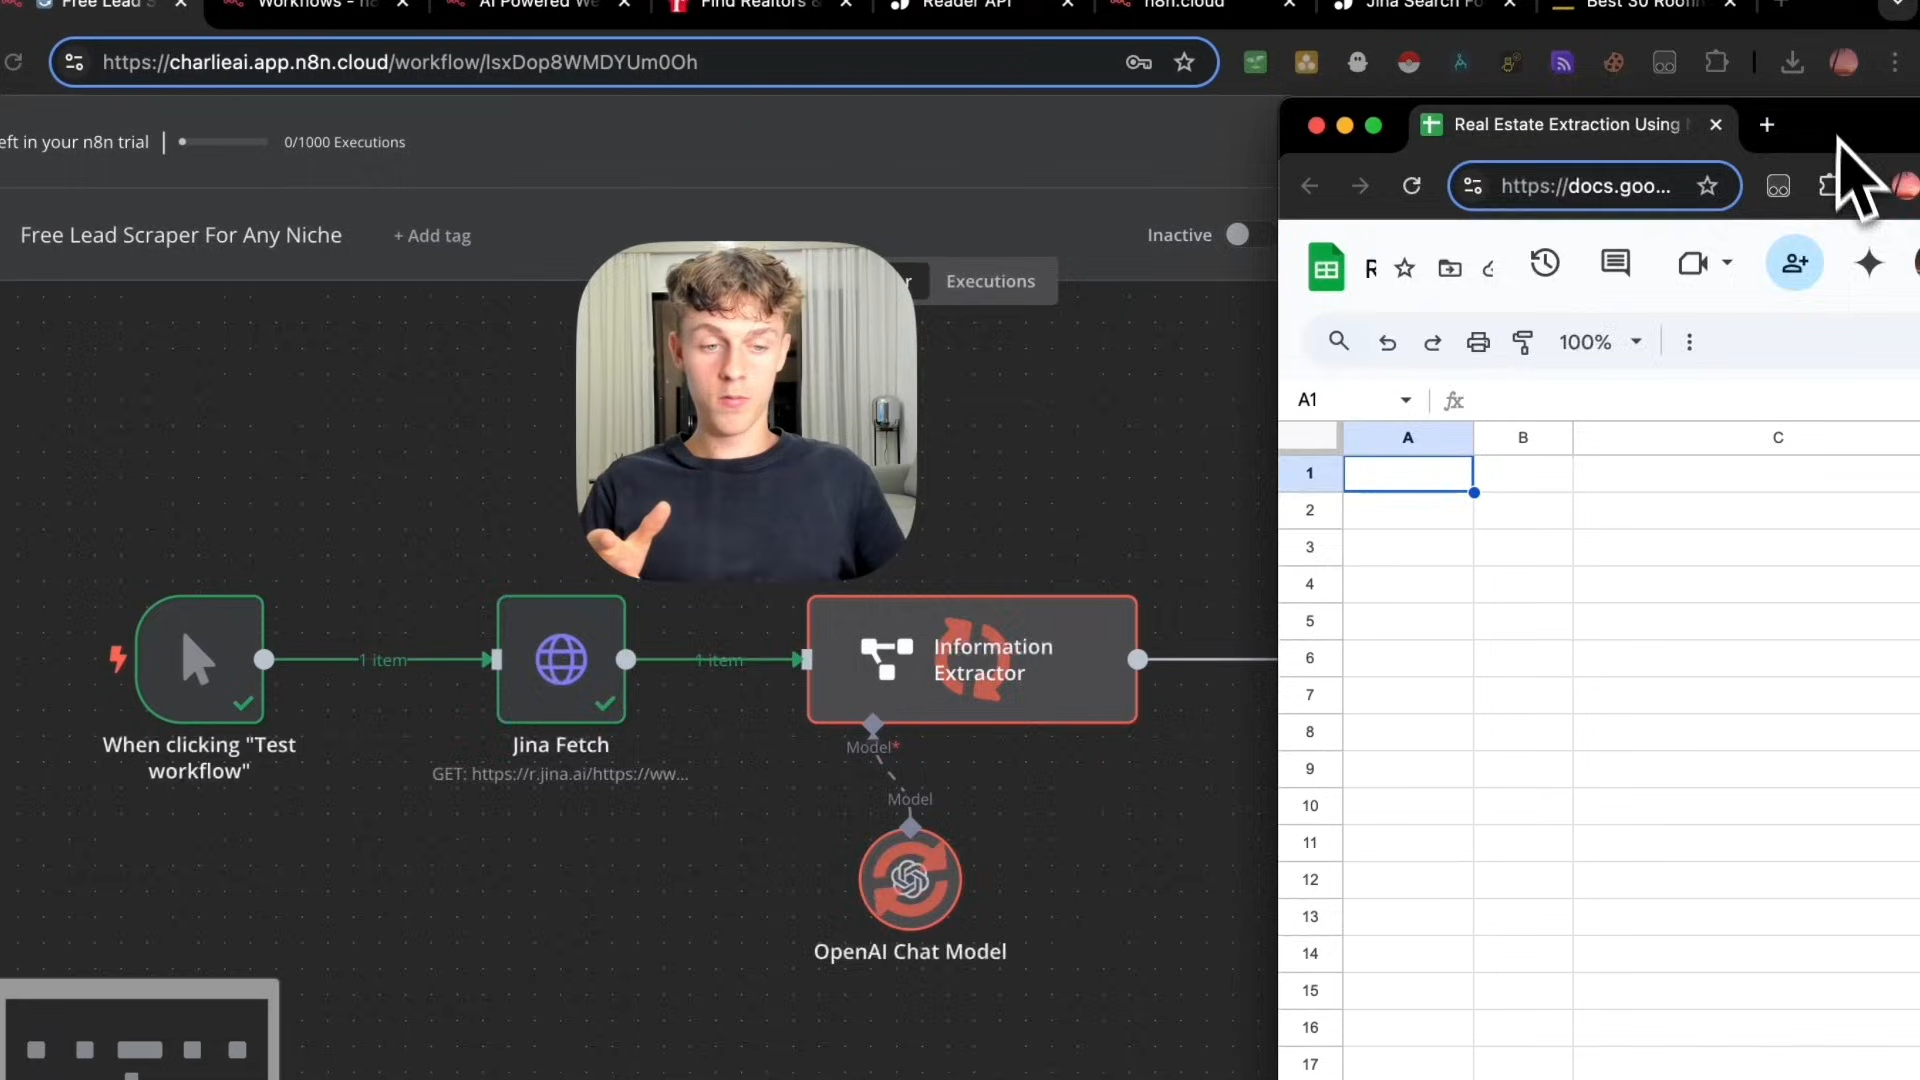 Free Lead S
Workflows - n8
AI Powered We
Find Realtors &
Reader API
n8n.cloud
Jina Search Fo
Best 30 Roofin
https://charlieai.app.n8n.cloud/workflow/lsxDop8WMDYUm0Oh
eft in your n8n trial
0/1000 Executions
Real Estate Extraction Using
https://docs.goo...
Free Lead Scraper For Any Niche
+ Add tag
Inactive
r
Executions
R
100%
A1
fx
A B C
1
2
3
4
5
6
7
8
9
10
11
12
13
14
15
16
17
1 item
1 item
Information
Extractor
When clicking "Test
workflow"
Jina Fetch
GET: https://r.jina.ai/https://ww...
Model*
Model
OpenAI Chat Model